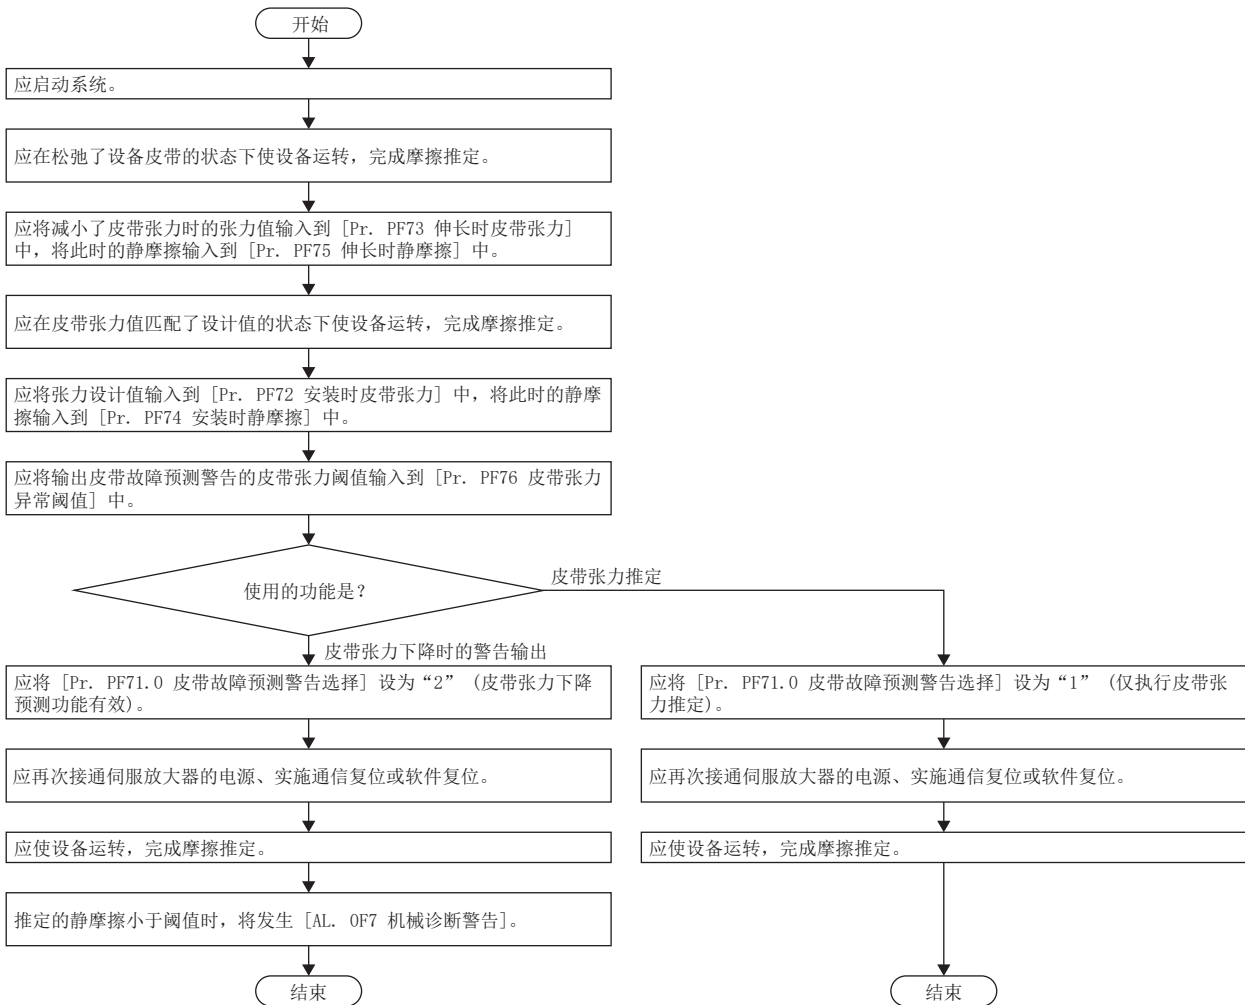 开始
应启动系统。
应在松弛了设备皮带的状态下使设备运转，完成摩擦推定。
应将减小了皮带张力时的张力值输入到 [Pr. PF73 伸长时皮带张力]
中，将此时的静摩擦输入到 [Pr. PF75 伸长时静摩擦] 中。
应在皮带张力值匹配了设计值的状态下使设备运转，完成摩擦推定。
应将张力设计值输入到 [Pr. PF72 安装时皮带张力] 中，将此时的静摩
擦输入到 [Pr. PF74 安装时静摩擦] 中。
应将输出皮带故障预测警告的皮带张力阈值输入到 [Pr. PF76 皮带张力
异常阈值] 中。
使用的功能是？
皮带张力推定
皮带张力下降时的警告输出
应将 [Pr. PF71.0 皮带故障预测警告选择] 设为“2” (皮带张力下降
预测功能有效)。
应再次接通伺服放大器的电源、实施通信复位或软件复位。
应使设备运转，完成摩擦推定。
推定的静摩擦小于阈值时，将发生 [AL. 0F7 机械诊断警告]。
结束
应将 [Pr. PF71.0 皮带故障预测警告选择] 设为“1” (仅执行皮带张
力推定)。
应再次接通伺服放大器的电源、实施通信复位或软件复位。
应使设备运转，完成摩擦推定。
结束